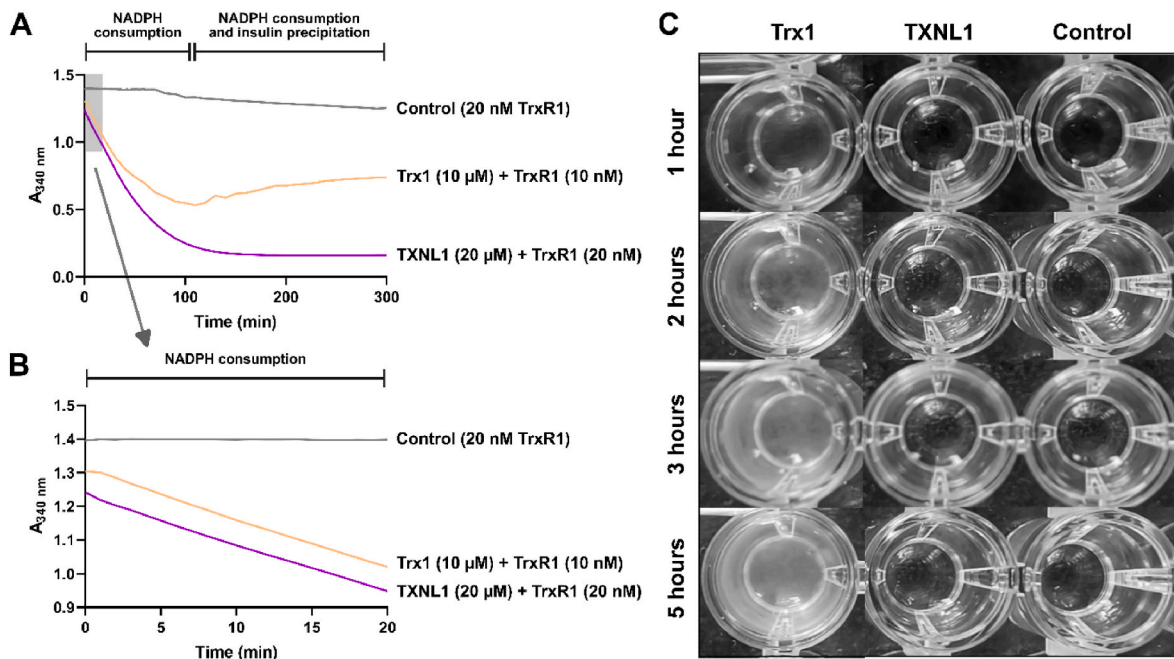 A
NADPH
consumption
NADPH consumption
and insulin precipitation
1.5
1.0
0.5
0.0
A340 nm
0
100
200
300
Time (min)
Control (20 nM TrxR1)
Trx1 (10 μM) + TrxR1 (10 nM)
TXNL1 (20 μM) + TrxR1 (20 nM)
B
NADPH consumption
1.5
1.4
1.3
1.2
1.1
1.0
0.9
A340 nm
0
5
10
15
20
Time (min)
Control (20 nM TrxR1)
Trx1 (10 μM) + TrxR1 (10 nM)
TXNL1 (20 μM) + TrxR1 (20 nM)
C
Trx1
TXNL1
Control
1 hour
2 hours
3 hours
5 hours